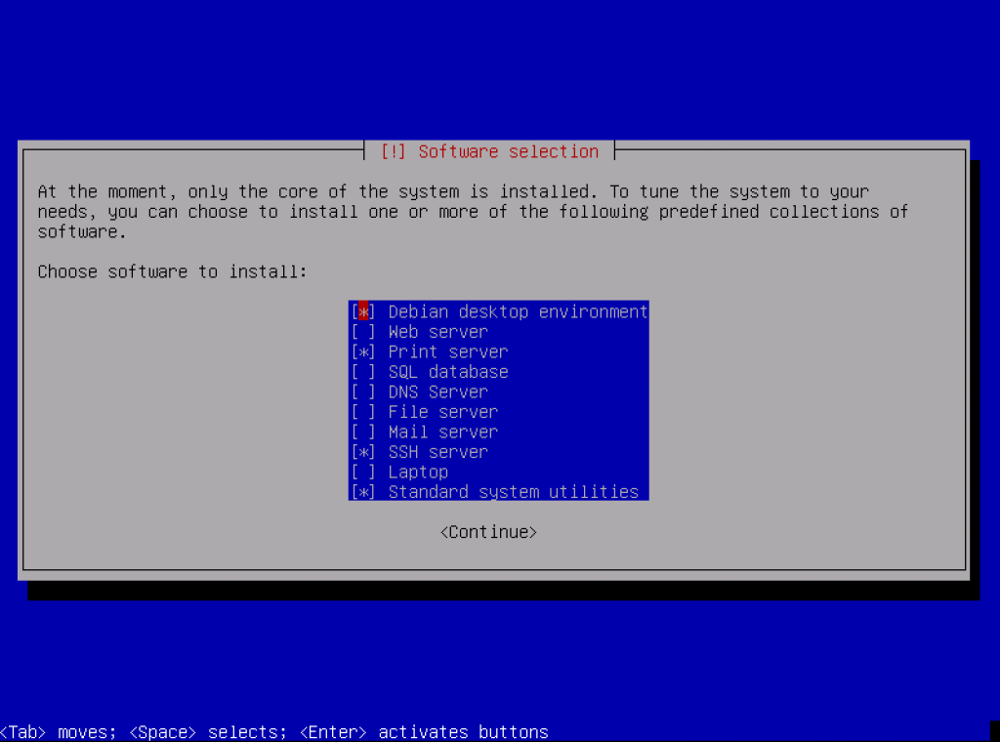 [!] Software selection
At the moment, only the core of the system is installed. To tune the system to your
needs, you can choose to install one or more of the following predefined collections of
software.
Choose software to install:
[*] Debian desktop environment
[ ] Web server
[*] Print server
[ ] SQL database
[ ] DNS Server
[ ] File server
[ ] Mail server
[*] SSH server
[ ] Laptop
[*] Standard system utilities
<Continue>
<Tab> moves; <Space> selects; <Enter> activates buttons